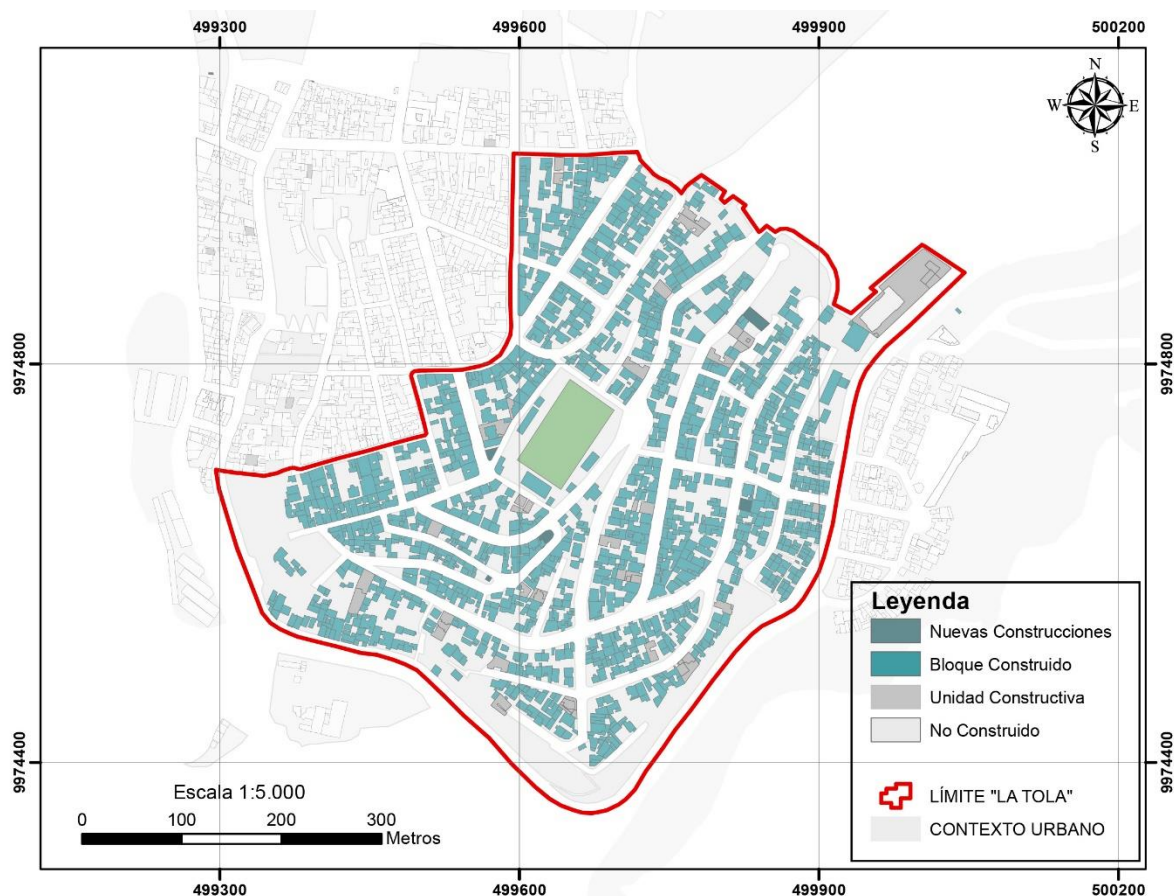 499300 499600 499900 500200
N
W E
S
9974800 9974800
Leyenda
Nuevas Construcciones
Bloque Construido
Unidad Constructiva
No Construido
LÍMITE "LA TOLA"
CONTEXTO URBANO
9974400 9974400
Escala 1:5.000
0 100 200 300
Metros
499300 499600 499900 500200